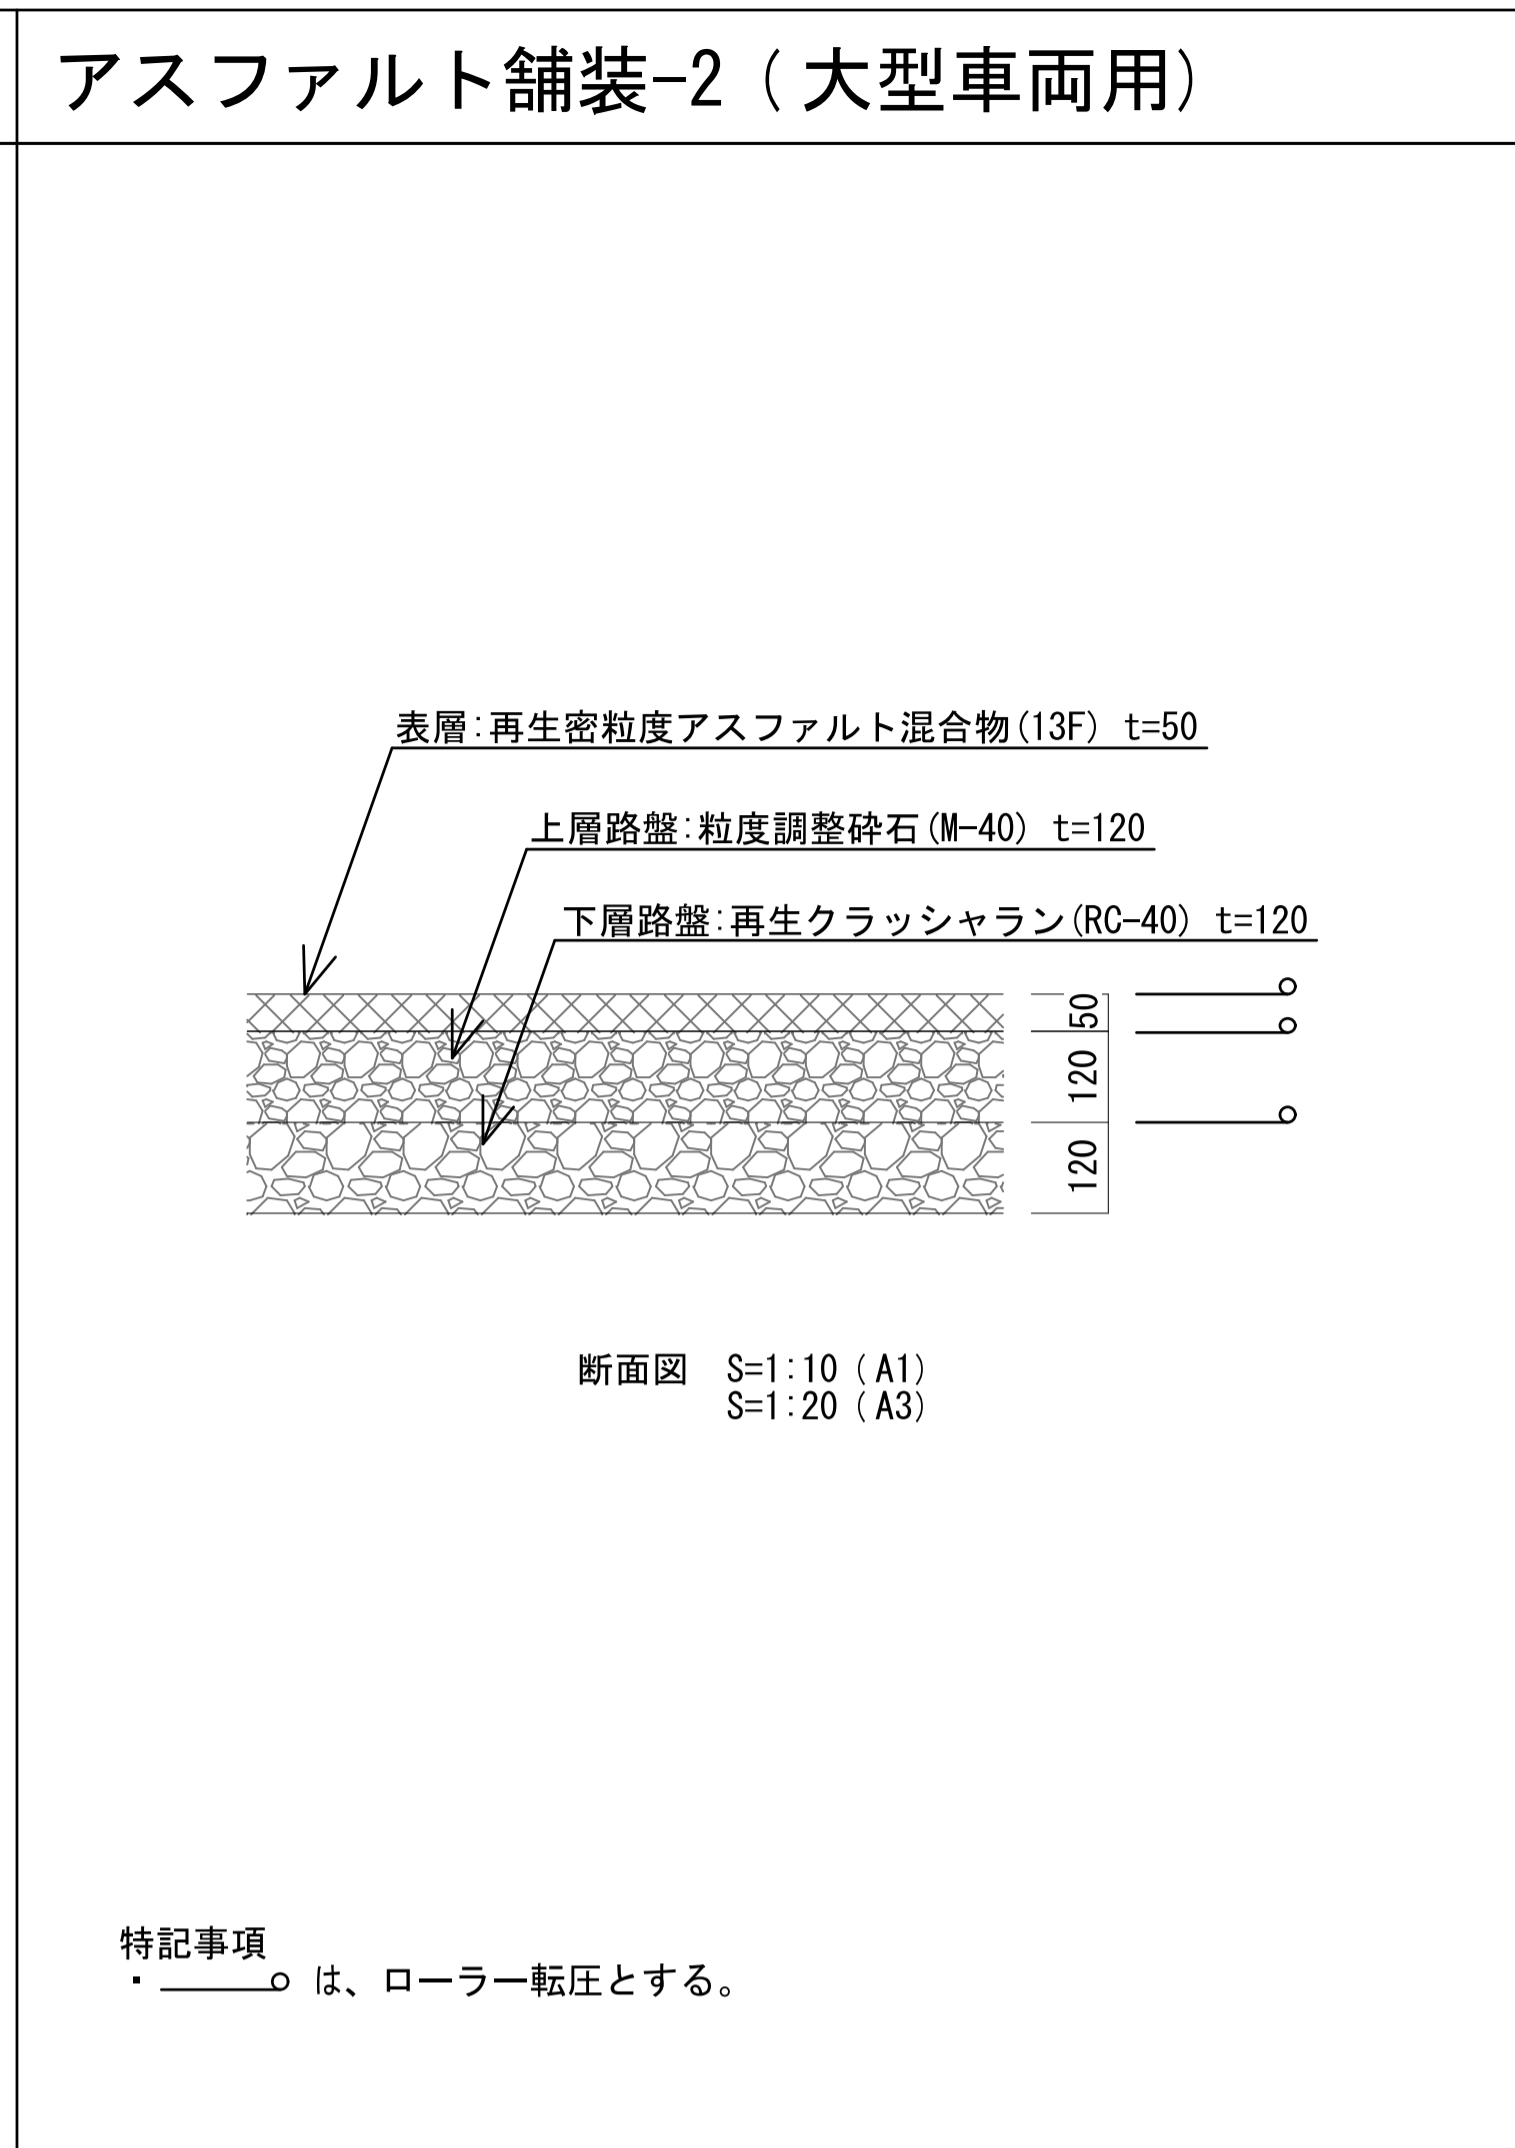 アスファルト舗装-2(大型車両用)
表層:再生密粒度アスファルト混合物(13F) t=50
上層路盤:粒度調整砕石(M-40) t=120
下層路盤:再生クラッシャラン(RC-40) t=120
50
120
120
断面図 S=1:10(A1)
S=1:20(A3)
特記事項
・ は、ローラー転圧とする。